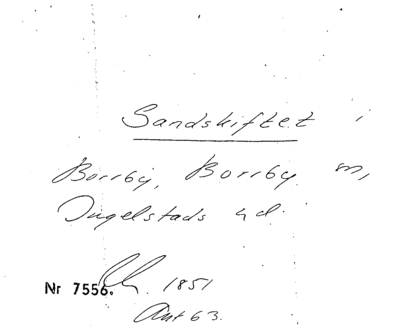 Sandskiftet i
Borrby, Borrby sn,
Ingelstads hd.
Nr 7556. 1851
Akt 63.